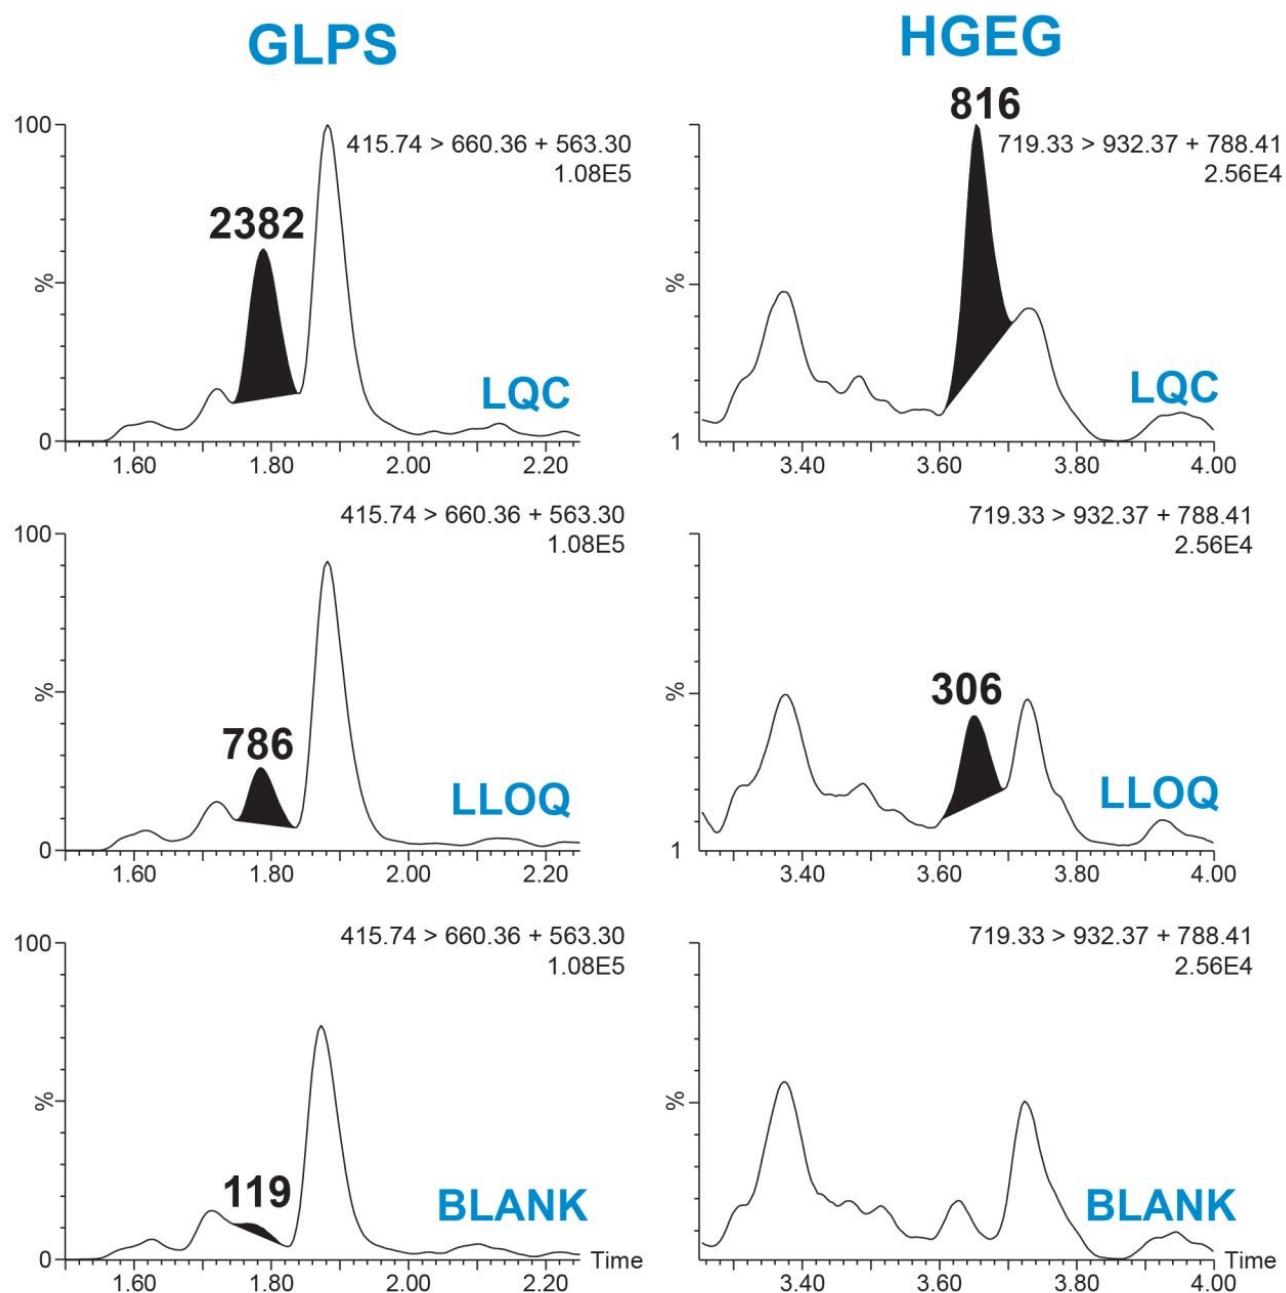 GLPS
HGEG
100
415.74 > 660.36 + 563.30
1.08E5
2382
%
LQC
0
1.60
1.80
2.00
2.20
816
719.33 > 932.37 + 788.41
2.56E4
%
LQC
1
3.40
3.60
3.80
4.00
415.74 > 660.36 + 563.30
1.08E5
100
786
%
LLOQ
0
1.60
1.80
2.00
2.20
719.33 > 932.37 + 788.41
2.56E4
306
%
LLOQ
1
3.40
3.60
3.80
4.00
415.74 > 660.36 + 563.30
1.08E5
100
%
119
BLANK
0
Time
1.60
1.80
2.00
2.20
719.33 > 932.37 + 788.41
2.56E4
%
BLANK
Time
3.40
3.60
3.80
4.00